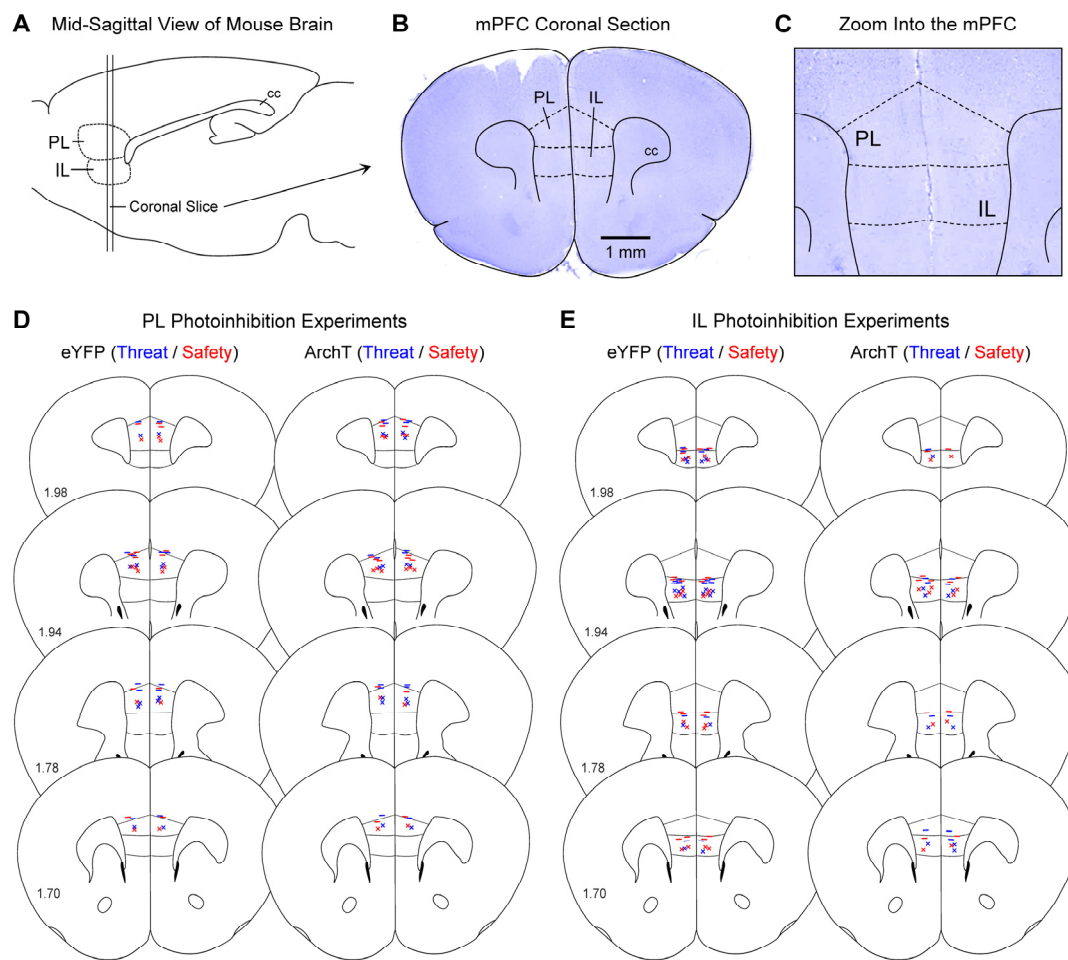 A Mid-Sagittal View of Mouse Brain
cc
PL
IL
Coronal Slice
B mPFC Coronal Section
PL IL
cc
1 mm
C Zoom Into the mPFC
PL
IL
D PL Photoinhibition Experiments
eYFP (Threat / Safety) ArchT (Threat / Safety)
1.98
1.94
1.78
1.70
E IL Photoinhibition Experiments
eYFP (Threat / Safety) ArchT (Threat / Safety)
1.98
1.94
1.78
1.70